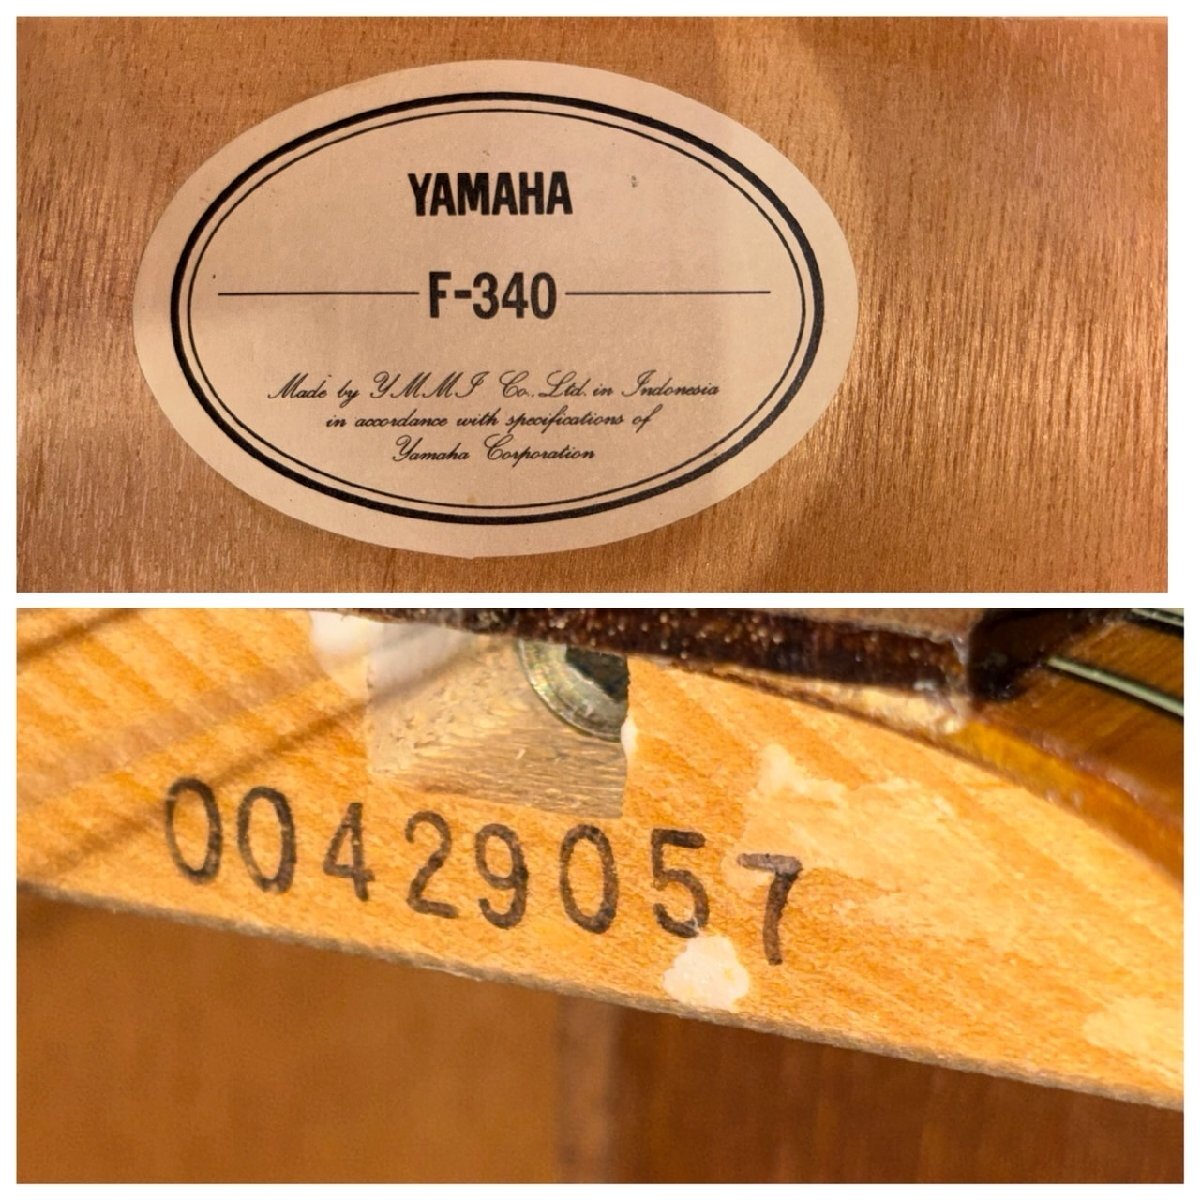 YAMAHA
F-340
Made by YMMI Co., Ltd. in Indonesia
in accordance with specifications of
Yamaha Corporation
00429057